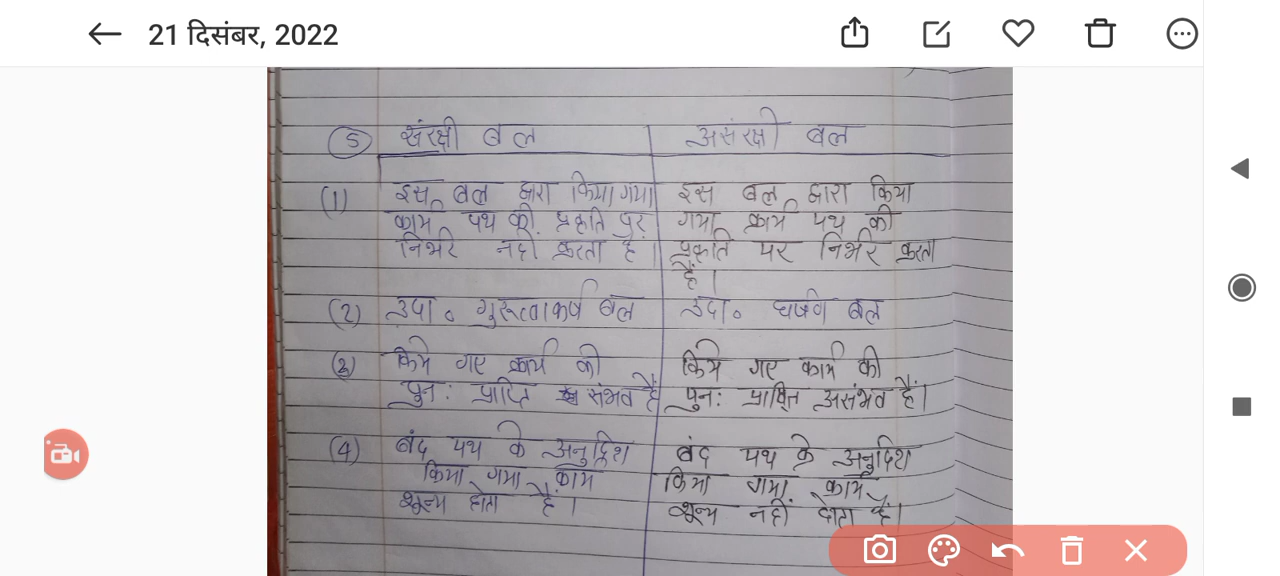 21 दिसंबर, 2022
5 संरक्षी बल असंरक्षी बल
(1) इस बल द्वारा किया गया इस बल द्वारा किया
कार्य पथ की प्रकृति पर गया कार्य पथ की
निर्भर नही करता है। प्रकृति पर निर्भर करता
है।
(2) उदा० गुरूत्वाकर्ष बल उदा० घर्षण बल
(3) किये गए कार्य की किये गए कार्य की
पुन: प्राप्ति संभव हैं पुन: प्राप्ति असंभव हैं।
(4) बंद पथ के अनुदिश बंद पथ के अनुदिश
किया गया कार्य किया गया कार्य
शून्य होता है। शून्य नहीं होता है।